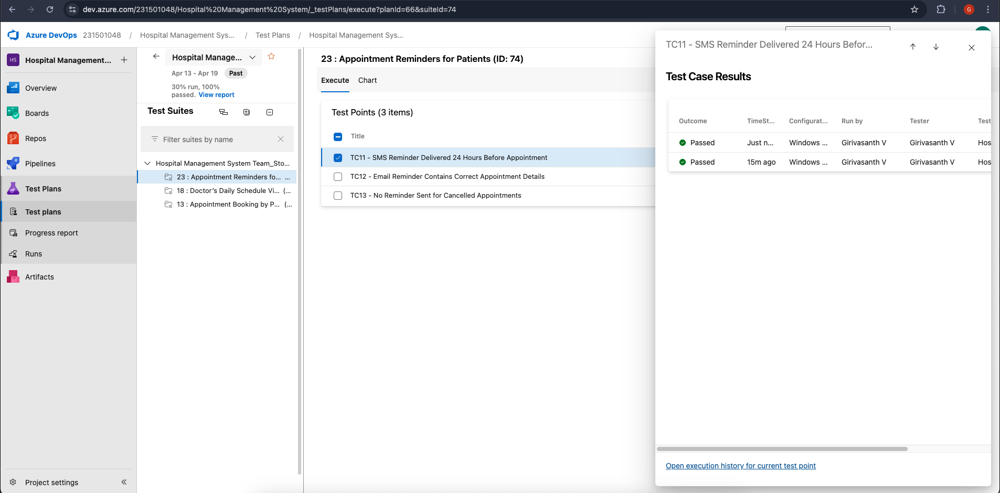 dev.azure.com/231501048/Hospital%20Management%20System/_testPlans/execute?planId=66&suiteId=74
G
Azure DevOps 231501048 / Hospital Management Sys... / Test Plans / Hospital Management Sys...
HS Hospital Management...
Overview
Boards
Repos
Pipelines
Test Plans
Test plans
Progress report
Runs
Artifacts
Project settings
Hospital Manage...
Apr 13 - Apr 19 Past
30% run, 100%
passed. View report
Test Suites
Filter suites by name
Hospital Management System Team_Sto...
23 : Appointment Reminders fo... ...
18 : Doctor’s Daily Schedule Vi... (...
13 : Appointment Booking by P... (...
23 : Appointment Reminders for Patients (ID: 74)
Execute Chart
Test Points (3 items)
Title
TC11 - SMS Reminder Delivered 24 Hours Before Appointment
TC12 - Email Reminder Contains Correct Appointment Details
TC13 - No Reminder Sent for Cancelled Appointments
TC11 - SMS Reminder Delivered 24 Hours Befor...
Test Case Results
Outcome TimeSt... Configurat... Run by Tester Test
Passed Just n... Windows ... Girivasanth V Girivasanth V Hos
Passed 15m ago Windows ... Girivasanth V Girivasanth V Hos
Open execution history for current test point